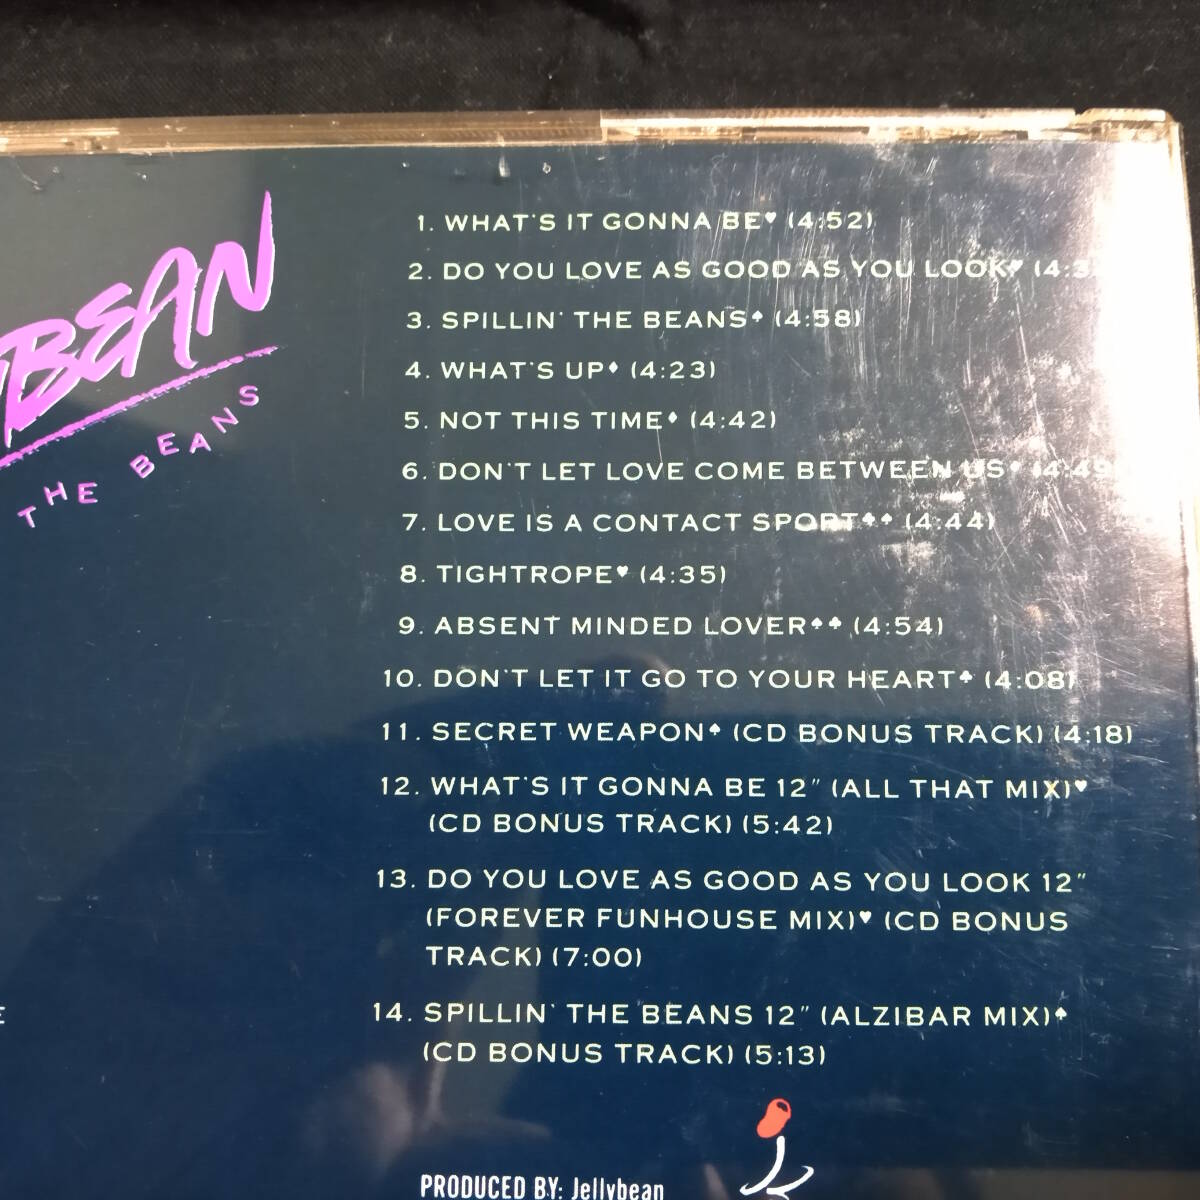 BEAN
THE BEANS
1. WHAT'S IT GONNA BE♥ (4:52)
2. DO YOU LOVE AS GOOD AS YOU LOOK♥
3. SPILLIN' THE BEANS♠ (4:58)
4. WHAT'S UP♦ (4:23)
5. NOT THIS TIME♦ (4:42)
6. DON'T LET LOVE COME BETWEEN US♦ (4:49)
7. LOVE IS A CONTACT SPORT♠♠ (4:44)
8. TIGHTROPE♥ (4:35)
9. ABSENT MINDED LOVER♠♣ (4:54)
10. DON'T LET IT GO TO YOUR HEART♣ (4:08)
11. SECRET WEAPON♠ (CD BONUS TRACK) (4:18)
12. WHAT'S IT GONNA BE 12" (ALL THAT MIX)♥
(CD BONUS TRACK) (5:42)
13. DO YOU LOVE AS GOOD AS YOU LOOK 12"
(FOREVER FUNHOUSE MIX)♥ (CD BONUS
TRACK) (7:00)
14. SPILLIN' THE BEANS 12" (ALZIBAR MIX)♠
(CD BONUS TRACK) (5:13)
PRODUCED BY: Jellybean